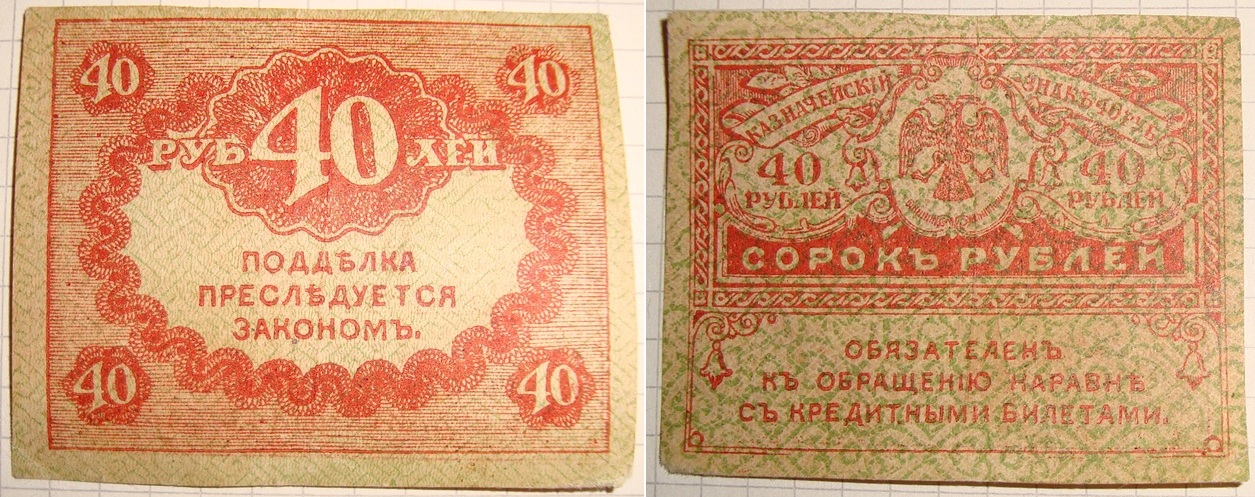 40 40
РУБ 40 ЛЕЙ
ПОДДѢЛКА
ПРЕСЛѢДУЕТСЯ
ЗАКОНОМЪ.
40 40
КАЗНАЧЕЙСКІЙ ЗНАКЪ
40 40
РУБЛЕЙ РУБЛЕЙ
СОРОКЪ РУБЛЕЙ
ОБЯЗАТЕЛЕНЪ
КЪ ОБРАЩЕНІЮ НАРАВНѢ
СЪ КРЕДИТНЫМИ БИЛЕТАМИ.